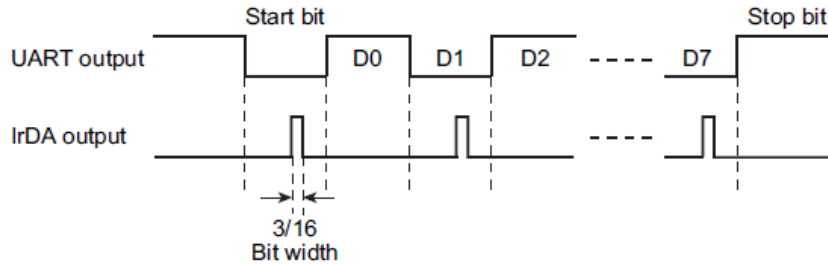 Start bit
Stop bit
UART output
D0
D1
D2
D7
IrDA output
3/16
Bit width